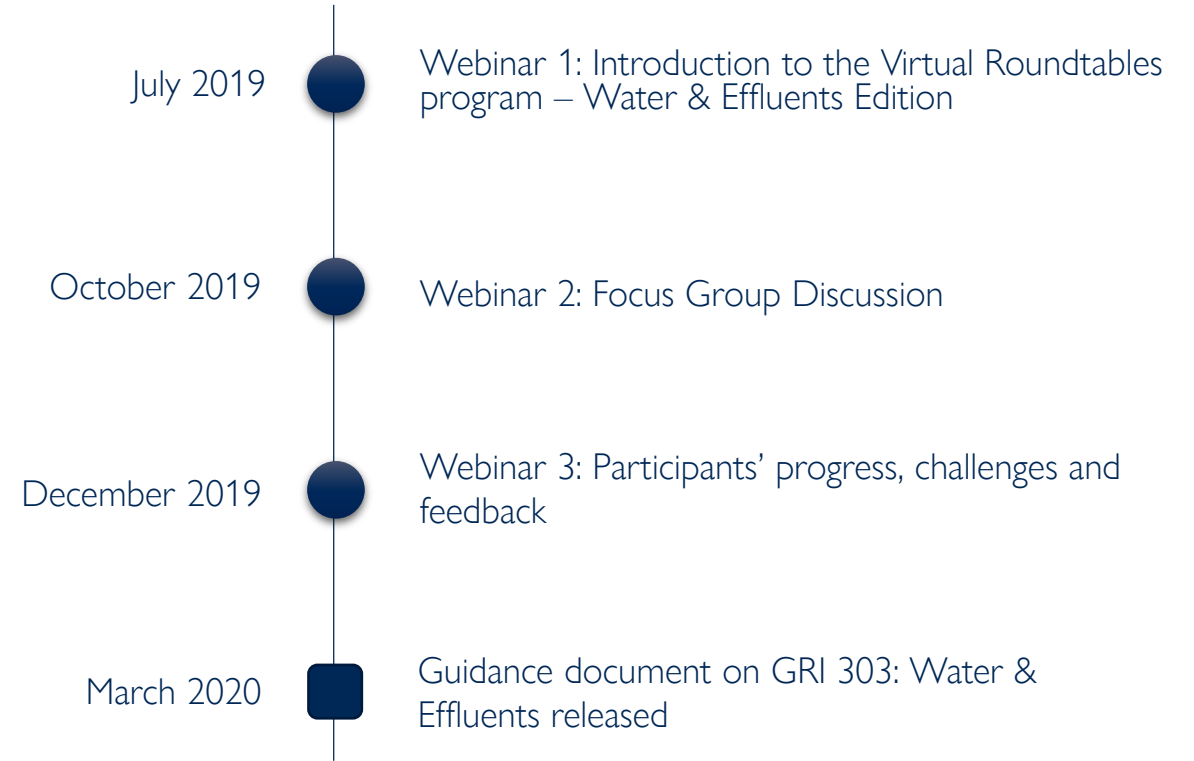 July 2019
Webinar 1: Introduction to the Virtual Roundtables
program – Water & Effluents Edition
October 2019
Webinar 2: Focus Group Discussion
December 2019
Webinar 3: Participants’ progress, challenges and
feedback
March 2020
Guidance document on GRI 303: Water &
Effluents released